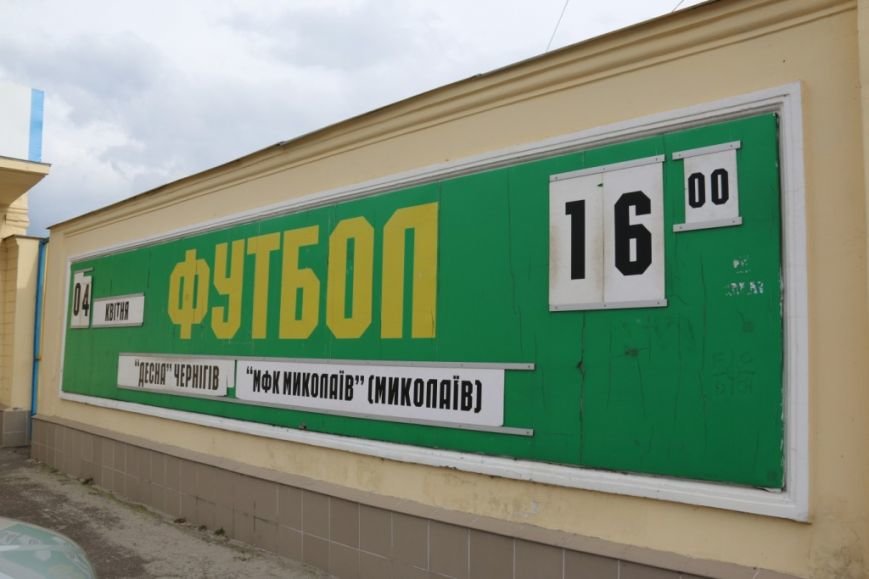 04 КВІТНЯ
ФУТБОЛ
16 00
"ДЕСНА" ЧЕРНІГІВ "МФК МИКОЛАЇВ" (МИКОЛАЇВ)